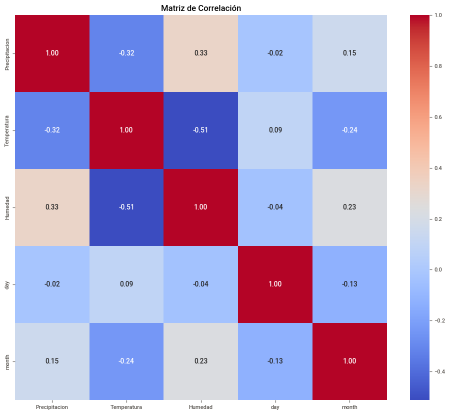 Matriz de Correlación
Precipitacion 1.00 -0.32 0.33 -0.02 0.15
Temperatura -0.32 1.00 -0.51 0.09 -0.24
Humedad 0.33 -0.51 1.00 -0.04 0.23
day -0.02 0.09 -0.04 1.00 -0.13
month 0.15 -0.24 0.23 -0.13 1.00
Precipitacion Temperatura Humedad day month
1.0
0.8
0.6
0.4
0.2
0.0
-0.2
-0.4